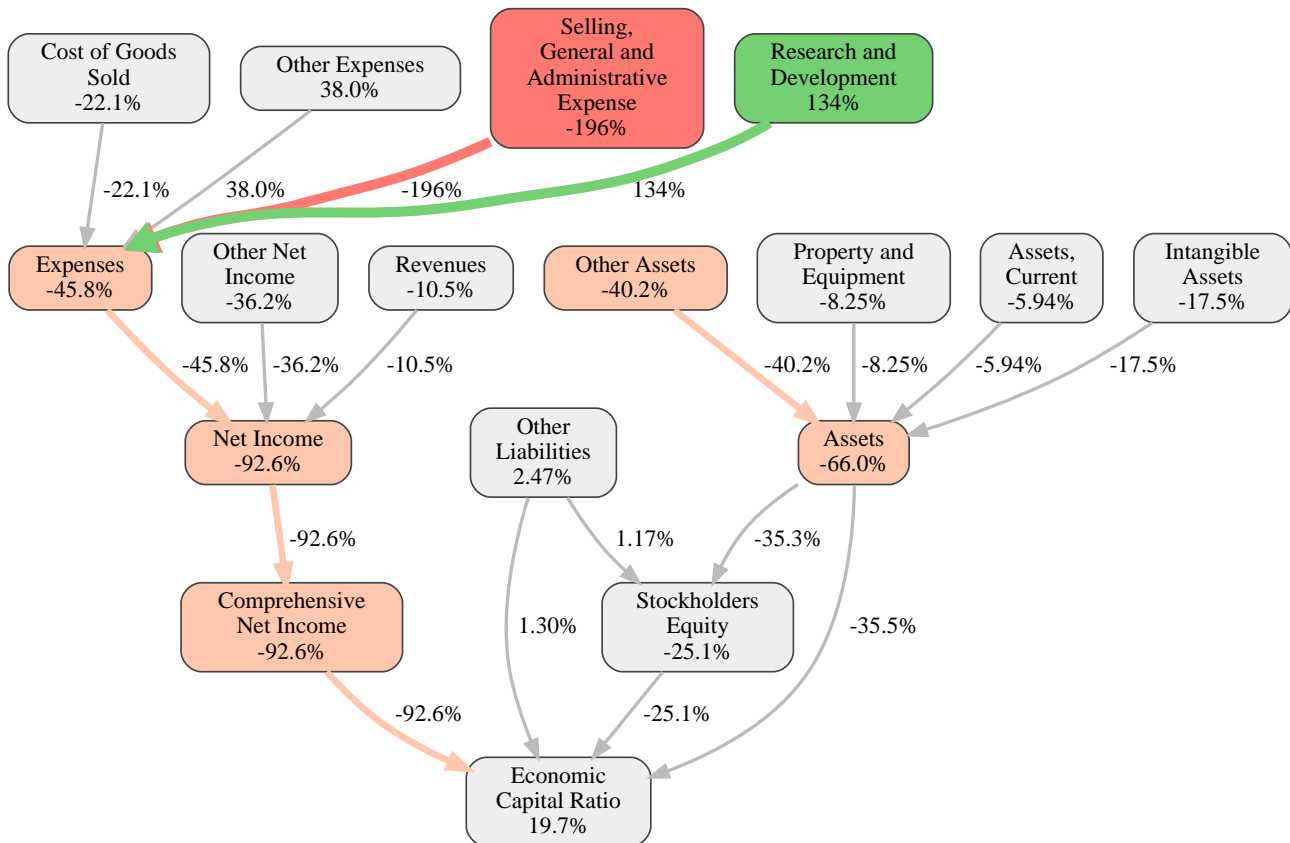 Cost of Goods
Sold
-22.1%
Other Expenses
38.0%
Selling,
General and
Administrative
Expense
-196%
Research and
Development
134%
-22.1%
38.0%
-196%
134%
Expenses
-45.8%
Other Net
Income
-36.2%
Revenues
-10.5%
Other Assets
-40.2%
Property and
Equipment
-8.25%
Assets,
Current
-5.94%
Intangible
Assets
-17.5%
-45.8%
-36.2%
-10.5%
-40.2%
-8.25%
-5.94%
-17.5%
Net Income
-92.6%
Other
Liabilities
2.47%
Assets
-66.0%
-92.6%
1.17%
-35.3%
Comprehensive
Net Income
-92.6%
1.30%
Stockholders
Equity
-25.1%
-35.5%
-92.6%
-25.1%
Economic
Capital Ratio
19.7%